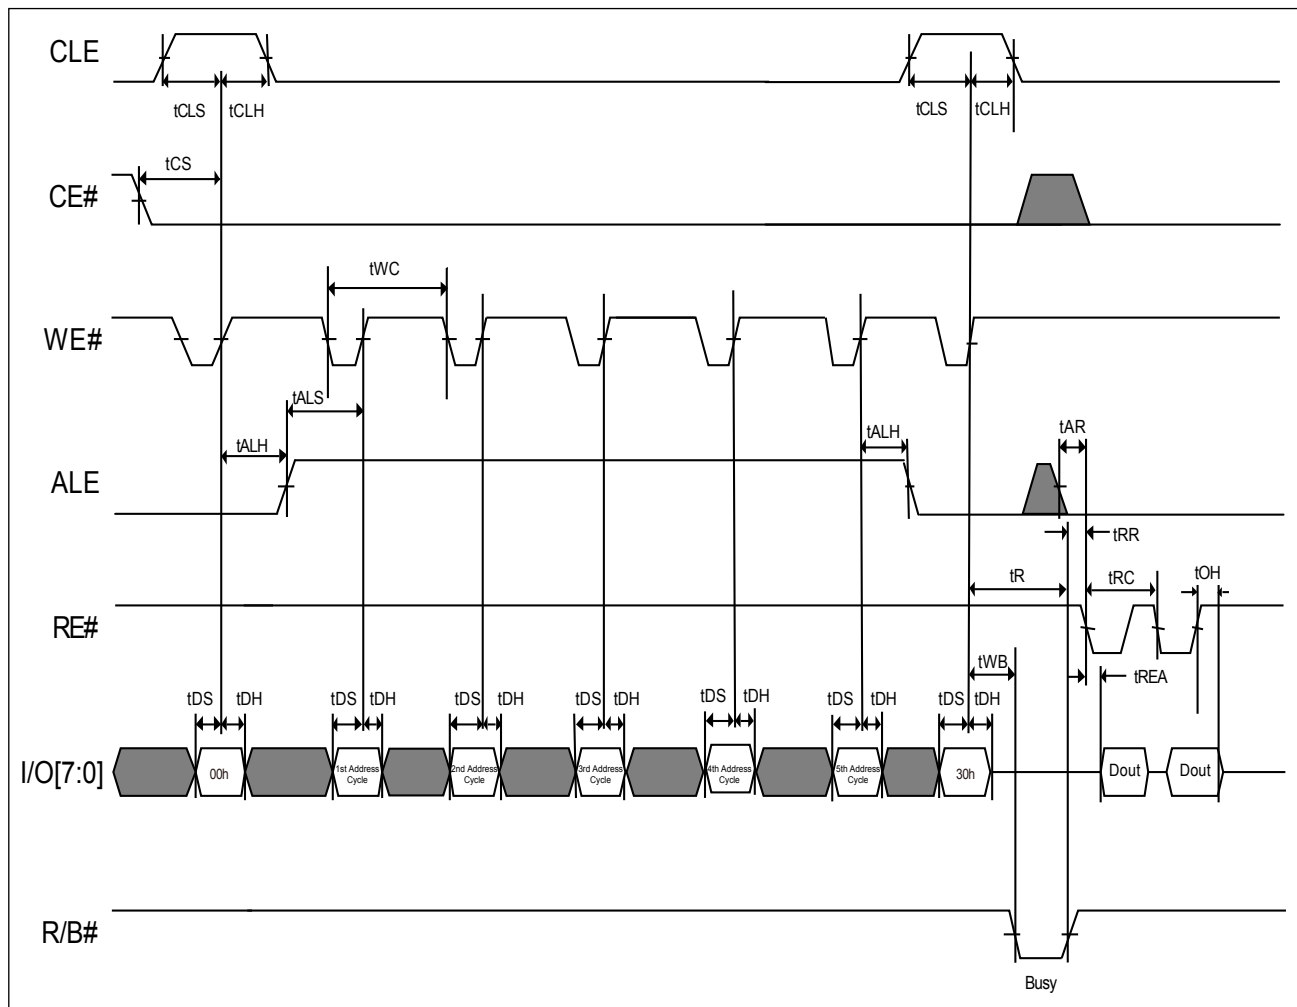 CLE
tCLS
tCLH
tCLS
tCLH
tCS
CE#
tWC
WE#
tALS
tALH
tALH
tAR
ALE
tRR
tR
tRC
tOH
RE#
tWB
tREA
tDS
tDH
tDS
tDH
tDS
tDH
tDS
tDH
tDS
tDH
tDS
tDH
tDS
tDH
I/O[7:0]
00h
1st Address
Cycle
2nd Address
Cycle
3rd Address
Cycle
4th Address
Cycle
5th Address
Cycle
30h
Dout
Dout
R/B#
Busy